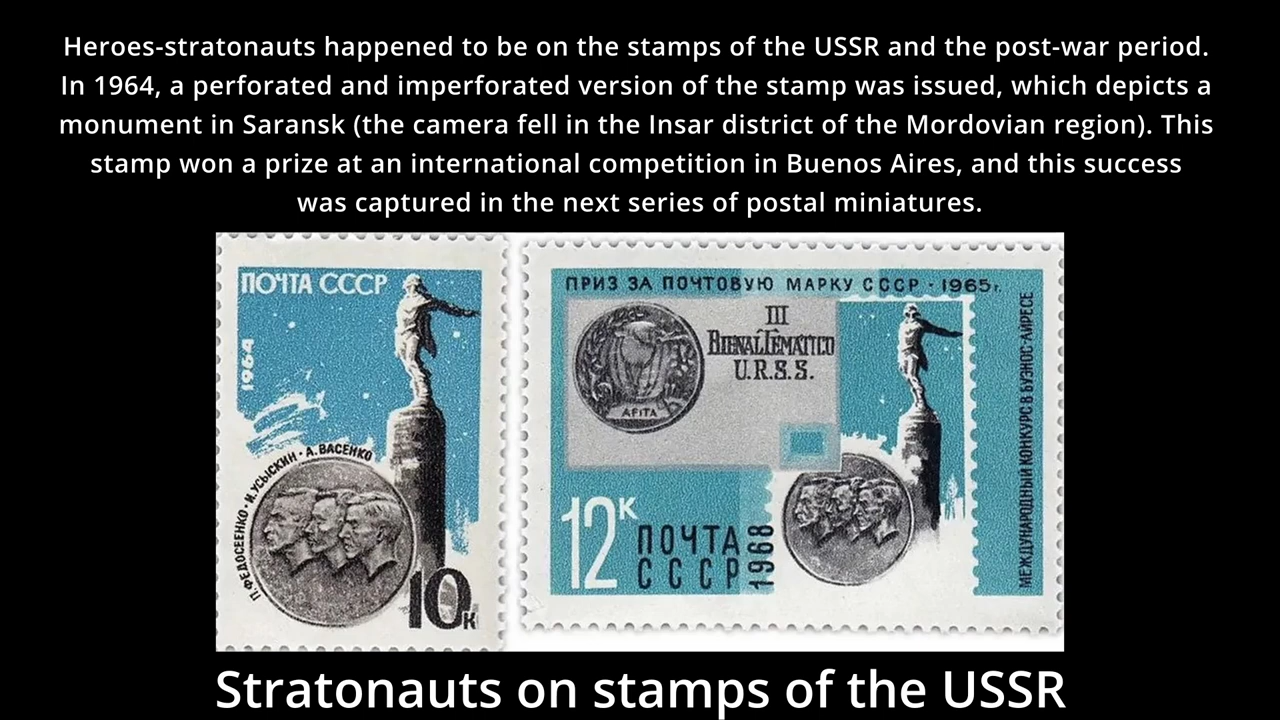 Heroes-stratonauts happened to be on the stamps of the USSR and the post-war period.
In 1964, a perforated and imperforated version of the stamp was issued, which depicts a
monument in Saransk (the camera fell in the Insar district of the Mordovian region). This
stamp won a prize at an international competition in Buenos Aires, and this success
was captured in the next series of postal miniatures.
ПОЧТА СССР
1964
П. ФЕДОСЕЕНКО · И. УСЫСКИН · А. ВАСЕНКО
10к
ПРИЗ ЗА ПОЧТОВУЮ МАРКУ СССР · 1965г.
III
BIENAL TEMATICO
U.R.S.S.
AFITA
12к
ПОЧТА
СССР
1968
МЕЖДУНАРОДНЫЙ КОНКУРС В БУЭНОС-АЙРЕСЕ
Stratonauts on stamps of the USSR